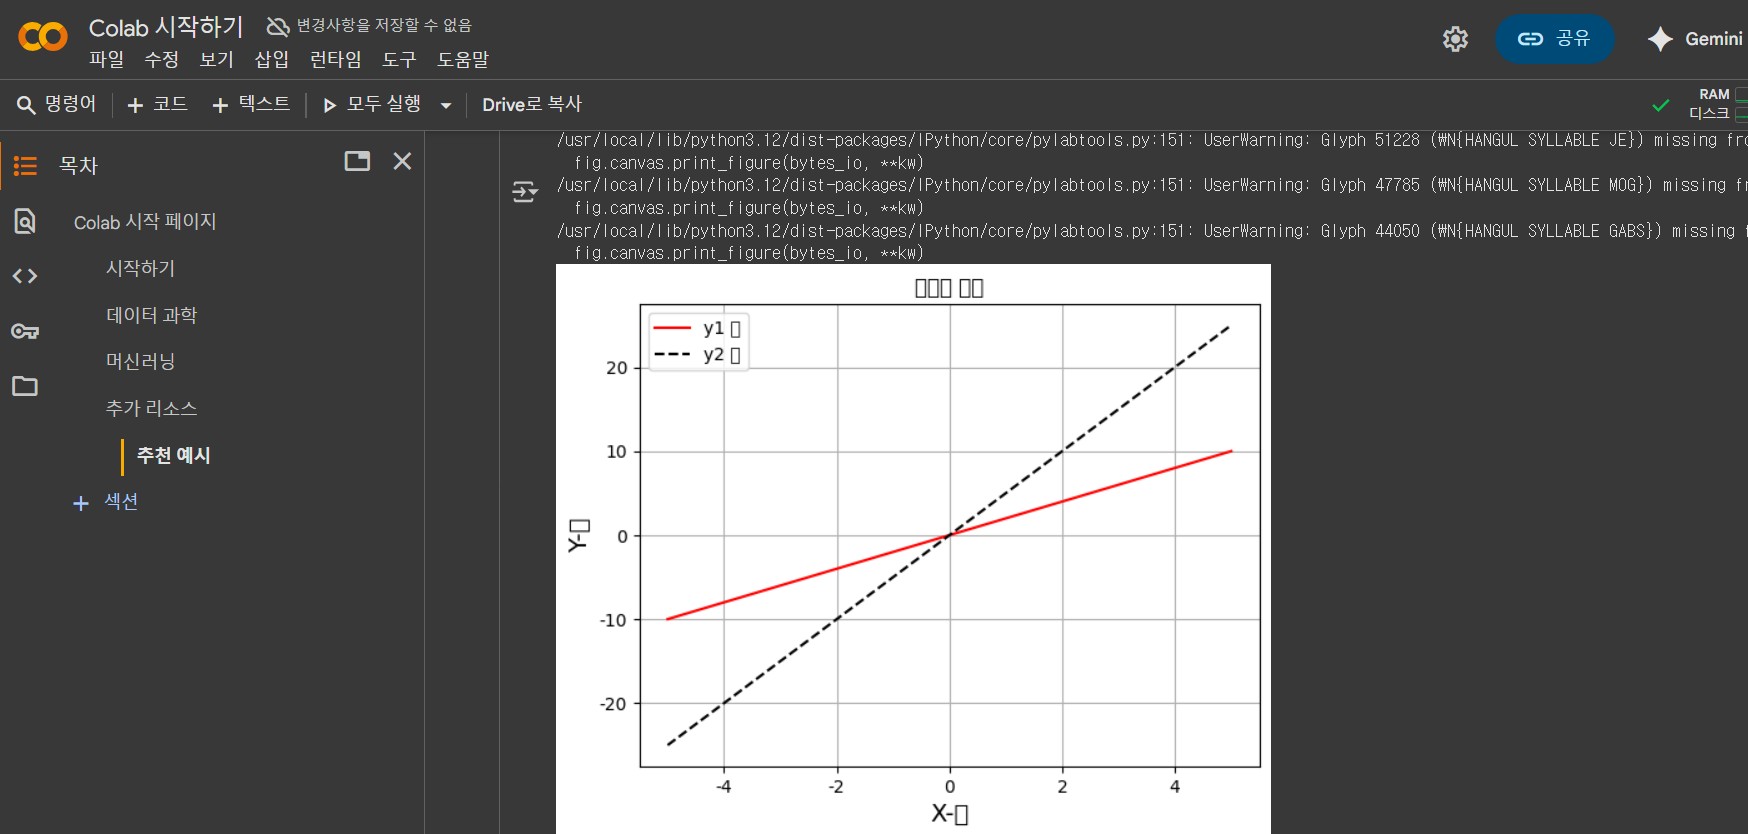 Colab 시작하기 변경사항을 저장할 수 없음
파일 수정 보기 삽입 런타임 도구 도움말
공유
Gemini
명령어 + 코드 + 텍스트 모두 실행 Drive로 복사
RAM
디스크
목차
Colab 시작 페이지
시작하기
데이터 과학
머신러닝
추가 리소스
추천 예시
+ 섹션
/usr/local/lib/python3.12/dist-packages/IPython/core/pylabtools.py:151: UserWarning: Glyph 51228 (₩N{HANGUL SYLLABLE JE}) missing fro
fig.canvas.print_figure(bytes_io, **kw)
/usr/local/lib/python3.12/dist-packages/IPython/core/pylabtools.py:151: UserWarning: Glyph 47785 (₩N{HANGUL SYLLABLE MOG}) missing fr
fig.canvas.print_figure(bytes_io, **kw)
/usr/local/lib/python3.12/dist-packages/IPython/core/pylabtools.py:151: UserWarning: Glyph 44050 (₩N{HANGUL SYLLABLE GABS}) missing f
fig.canvas.print_figure(bytes_io, **kw)
▯▯▯ ▯▯
y1 ▯
y2 ▯
20
10
0
-10
-20
Y-▯
-4 -2 0 2 4
X-▯